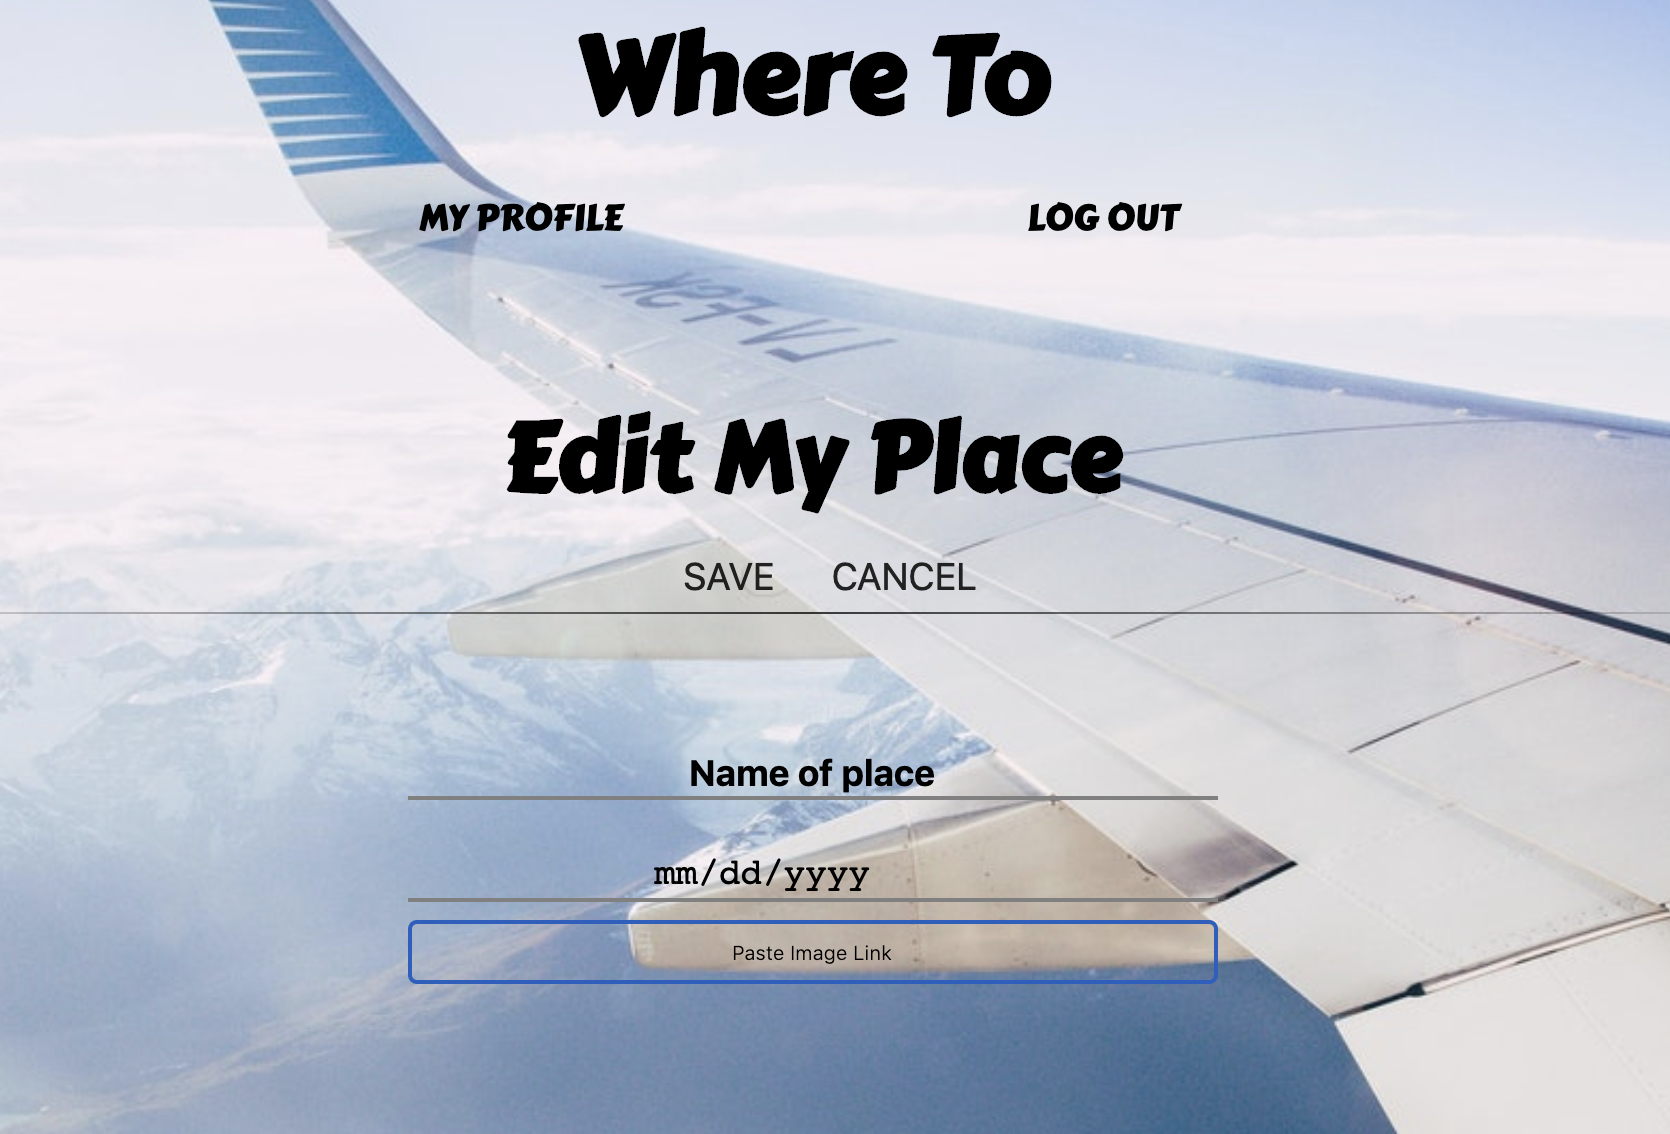 Where To
MY PROFILE LOG OUT
LV-FQK
Edit My Place
SAVE CANCEL
Name of place
mm/dd/yyyy
Paste Image Link